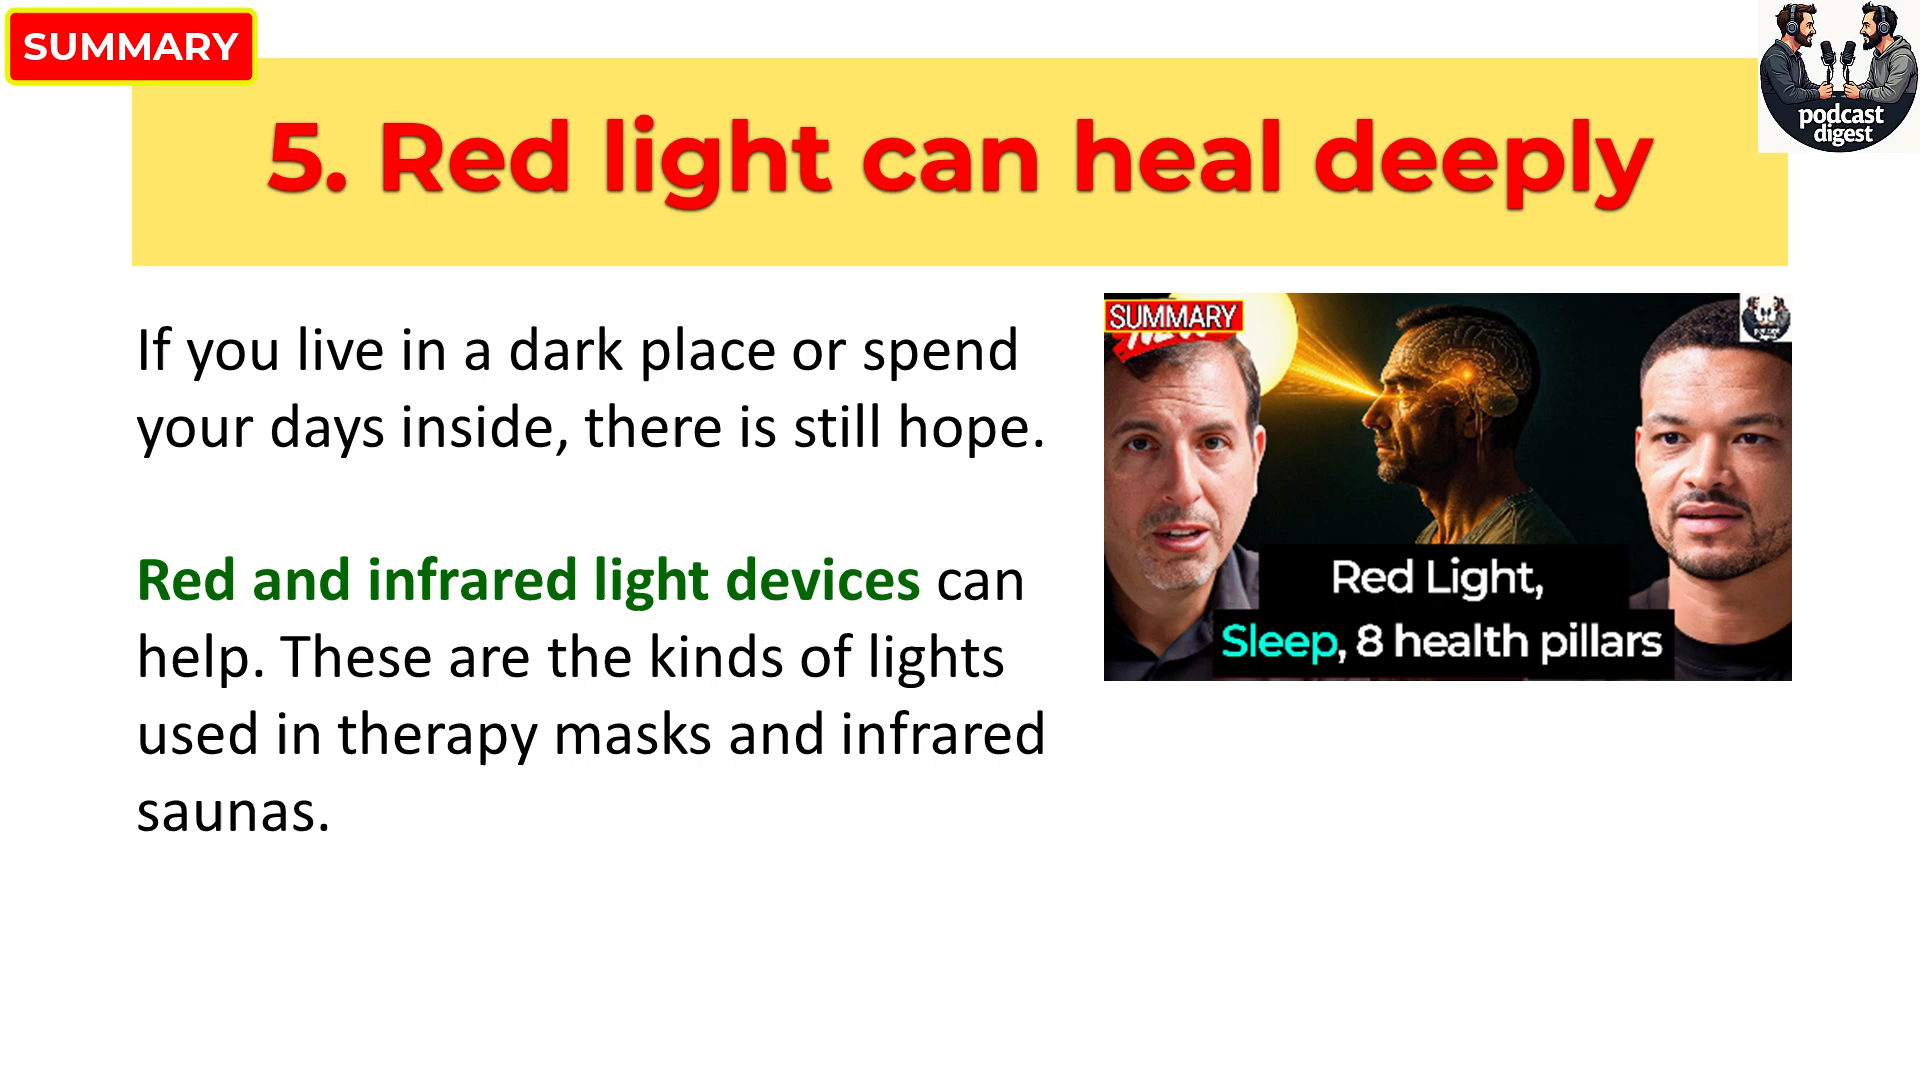 SUMMARY
podcast
digest
5. Red light can heal deeply
If you live in a dark place or spend
your days inside, there is still hope.
Red and infrared light devices can
help. These are the kinds of lights
used in therapy masks and infrared
saunas.
SUMMARY
Red Light,
Sleep, 8 health pillars